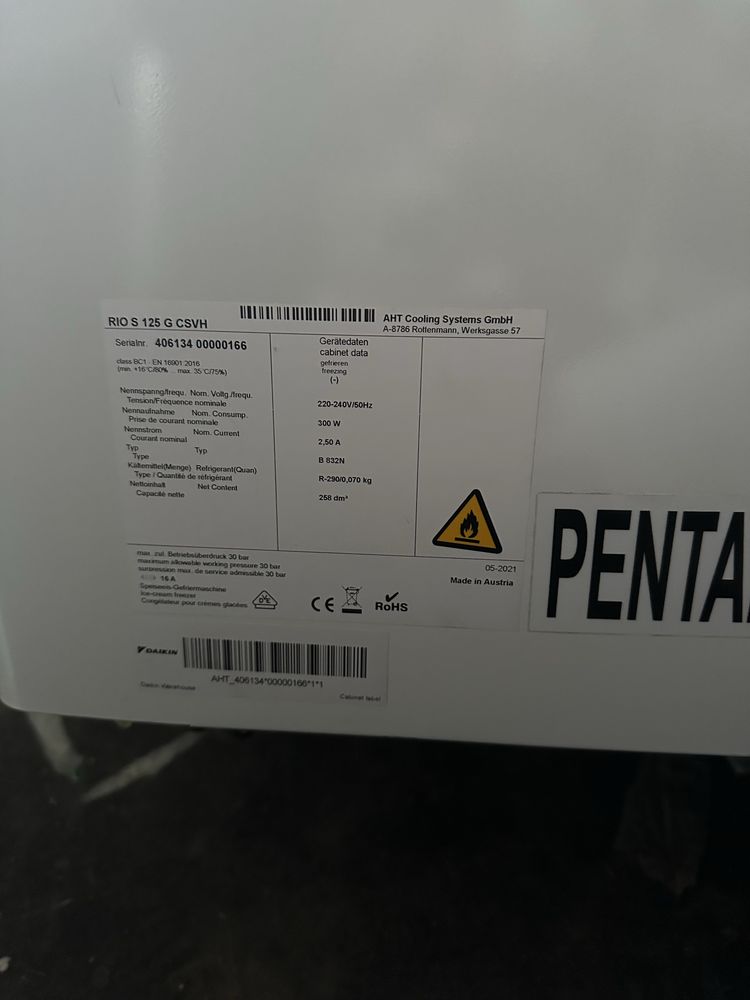 RIO S 125 G CSVH
AHT Cooling Systems GmbH
A-8786 Rottenmann, Werksgasse 57
Serialnr. 406134 00000166
class BC1 - EN 16901:2016
(min. +16°C/80% ... max. 35°C/75%)
Gerätedaten
cabinet data
gefrieren
freezing
(-)
Nennspanng/frequ. Nom. Voltg./frequ.
Tension/Fréquence nominale
220-240V/50Hz
Nennaufnahme Nom. Consump.
Prise de courant nominale
300 W
Nennstrom Nom. Current
Courant nominal
2,50 A
Typ Typ
Type
B 832N
Kältemittel(Menge) Refrigerant(Quan)
Type / Quantité de réfrigérant
R-290/0,070 kg
Nettoinhalt Net Content
Capacité nette
258 dm³
max. zul. Betriebsüberdruck 30 bar
maximum allowable working pressure 30 bar
surpression max. de service admissible 30 bar
16 A
Speiseeis-Gefriermaschine
Ice-cream freezer
Congélateur pour crèmes glacées
CE
RoHS
05-2021
Made in Austria
PENTA
DAIKIN
AHT_406134*00000166*1*1
Cabinet label